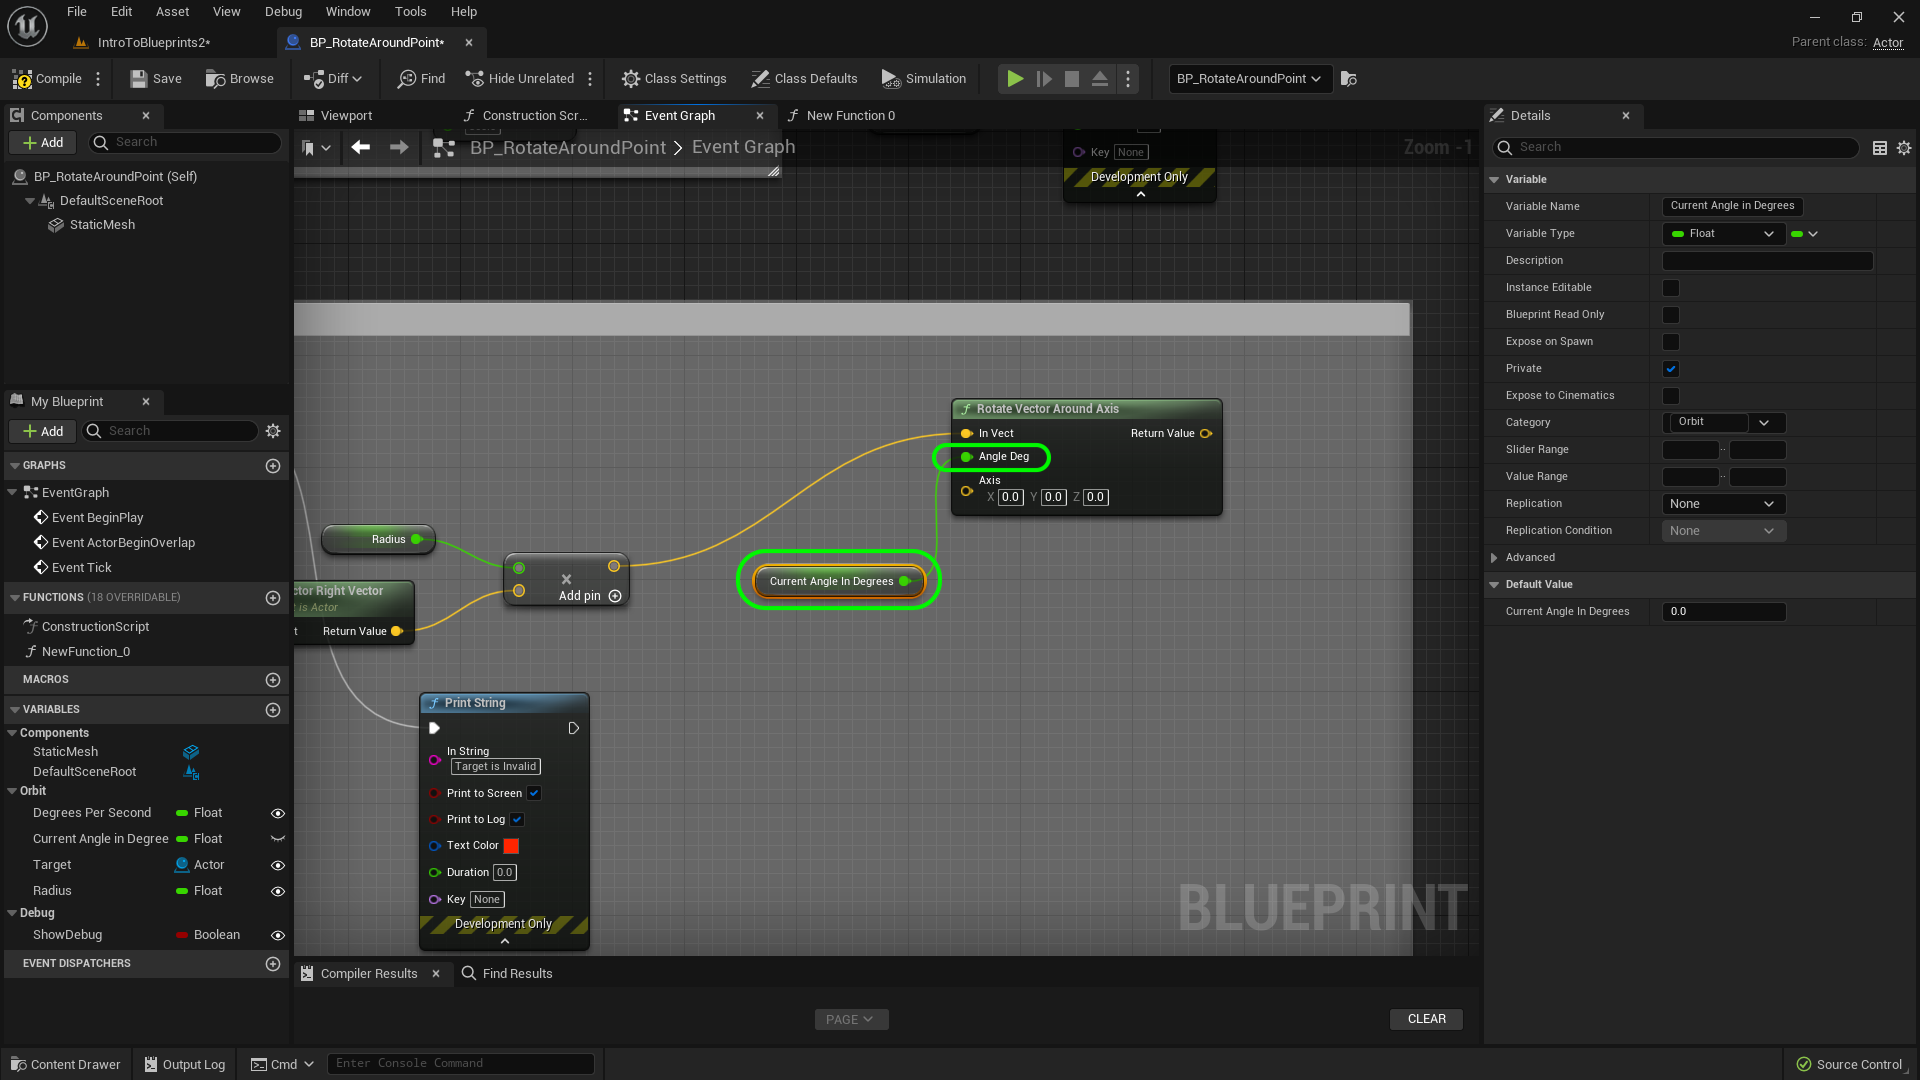 File Edit Asset View Debug Window Tools Help
IntroToBlueprints2*
BP_RotateAroundPoint*
Parent class: Actor
Compile
Save
Browse
Diff
Find
Hide Unrelated
Class Settings
Class Defaults
Simulation
BP_RotateAroundPoint
Components
Add
Search
BP_RotateAroundPoint (Self)
DefaultSceneRoot
StaticMesh
My Blueprint
Add
Search
GRAPHS
EventGraph
Event BeginPlay
Event ActorBeginOverlap
Event Tick
FUNCTIONS (18 OVERRIDABLE)
ConstructionScript
NewFunction_0
MACROS
VARIABLES
Components
StaticMesh
DefaultSceneRoot
Orbit
Degrees Per Second Float
Current Angle in Degree Float
Target Actor
Radius Float
Debug
ShowDebug Boolean
EVENT DISPATCHERS
Viewport
Construction Scr...
Event Graph
New Function 0
BP_RotateAroundPoint > Event Graph
Zoom -1
Key None
Development Only
Rotate Vector Around Axis
In Vect Return Value
Angle Deg
Axis
X 0.0 Y 0.0 Z 0.0
Radius
Add pin
Current Angle In Degrees
ctor Right Vector
t is Actor
t Return Value
Print String
In String
Target is Invalid
Print to Screen
Print to Log
Text Color
Duration 0.0
Key None
Development Only
BLUEPRINT
Compiler Results
Find Results
PAGE
CLEAR
Details
Search
Variable
Variable Name Current Angle in Degrees
Variable Type Float
Description
Instance Editable
Blueprint Read Only
Expose on Spawn
Private
Expose to Cinematics
Category Orbit
Slider Range ..
Value Range ..
Replication None
Replication Condition None
Advanced
Default Value
Current Angle In Degrees 0.0
Content Drawer
Output Log
Cmd
Enter Console Command
Source Control